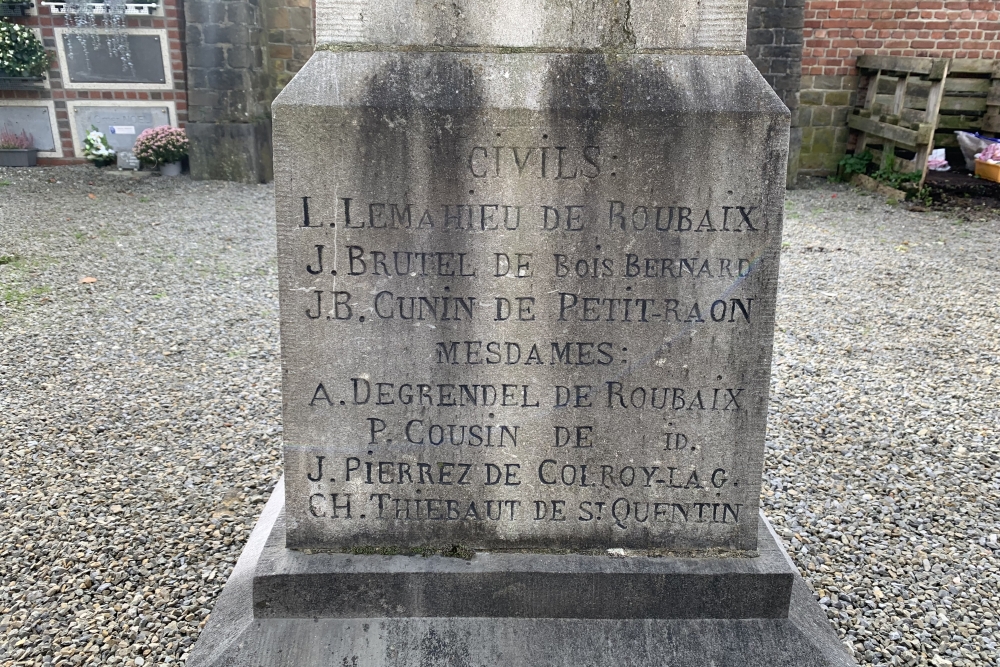 CIVILS:
L. LEMAHIEU DE ROUBAIX
J. BRUTEL DE BOIS BERNARD
J.B. CUNIN DE PETIT-RAON
MESDAMES:
A. DEGRENDEL DE ROUBAIX
P. COUSIN DE ID.
J. PIERREZ DE COLROY-LA G.
CH. THIEBAUT DE ST QUENTIN